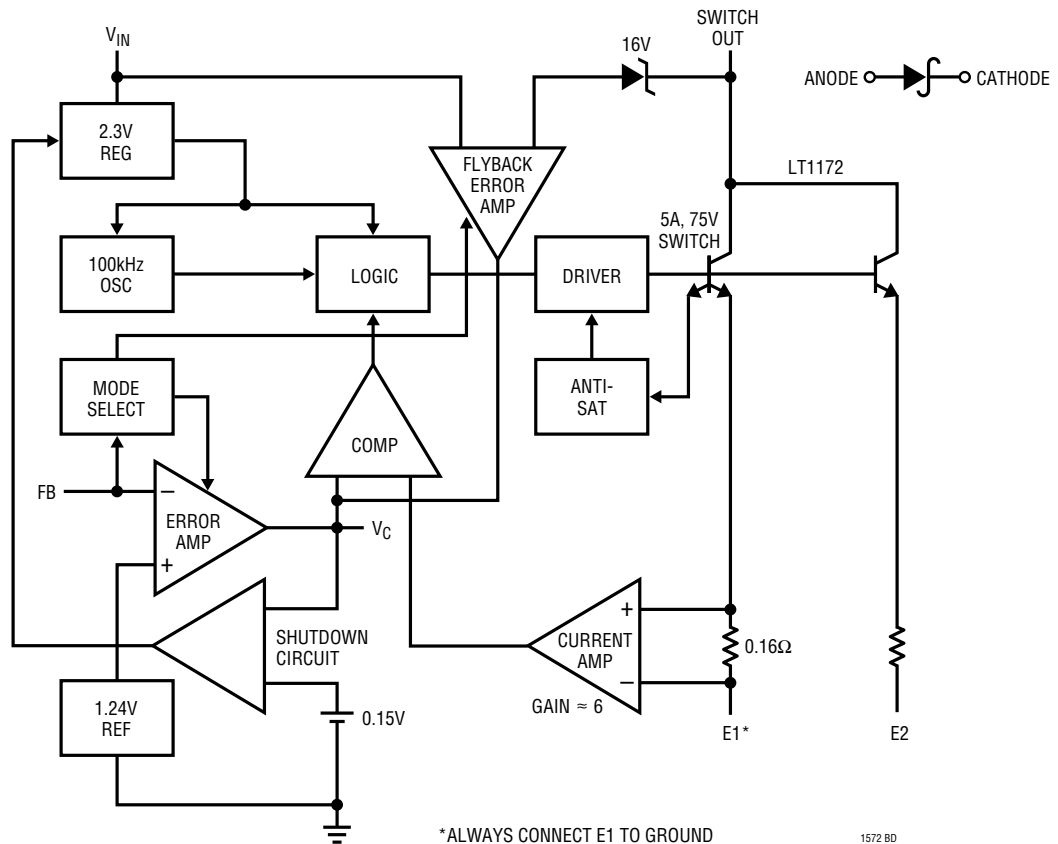 SWITCH
OUT
V_IN
16V
ANODE
CATHODE
2.3V
REG
FLYBACK
ERROR
AMP
LT1172
5A, 75V
SWITCH
100kHz
OSC
LOGIC
DRIVER
MODE
SELECT
ANTI-
SAT
COMP
FB
−
ERROR
AMP
+
V_C
SHUTDOWN
CIRCUIT
+
CURRENT
AMP
−
0.16Ω
GAIN ≈ 6
1.24V
REF
0.15V
E1*
E2
*ALWAYS CONNECT E1 TO GROUND
1572 BD